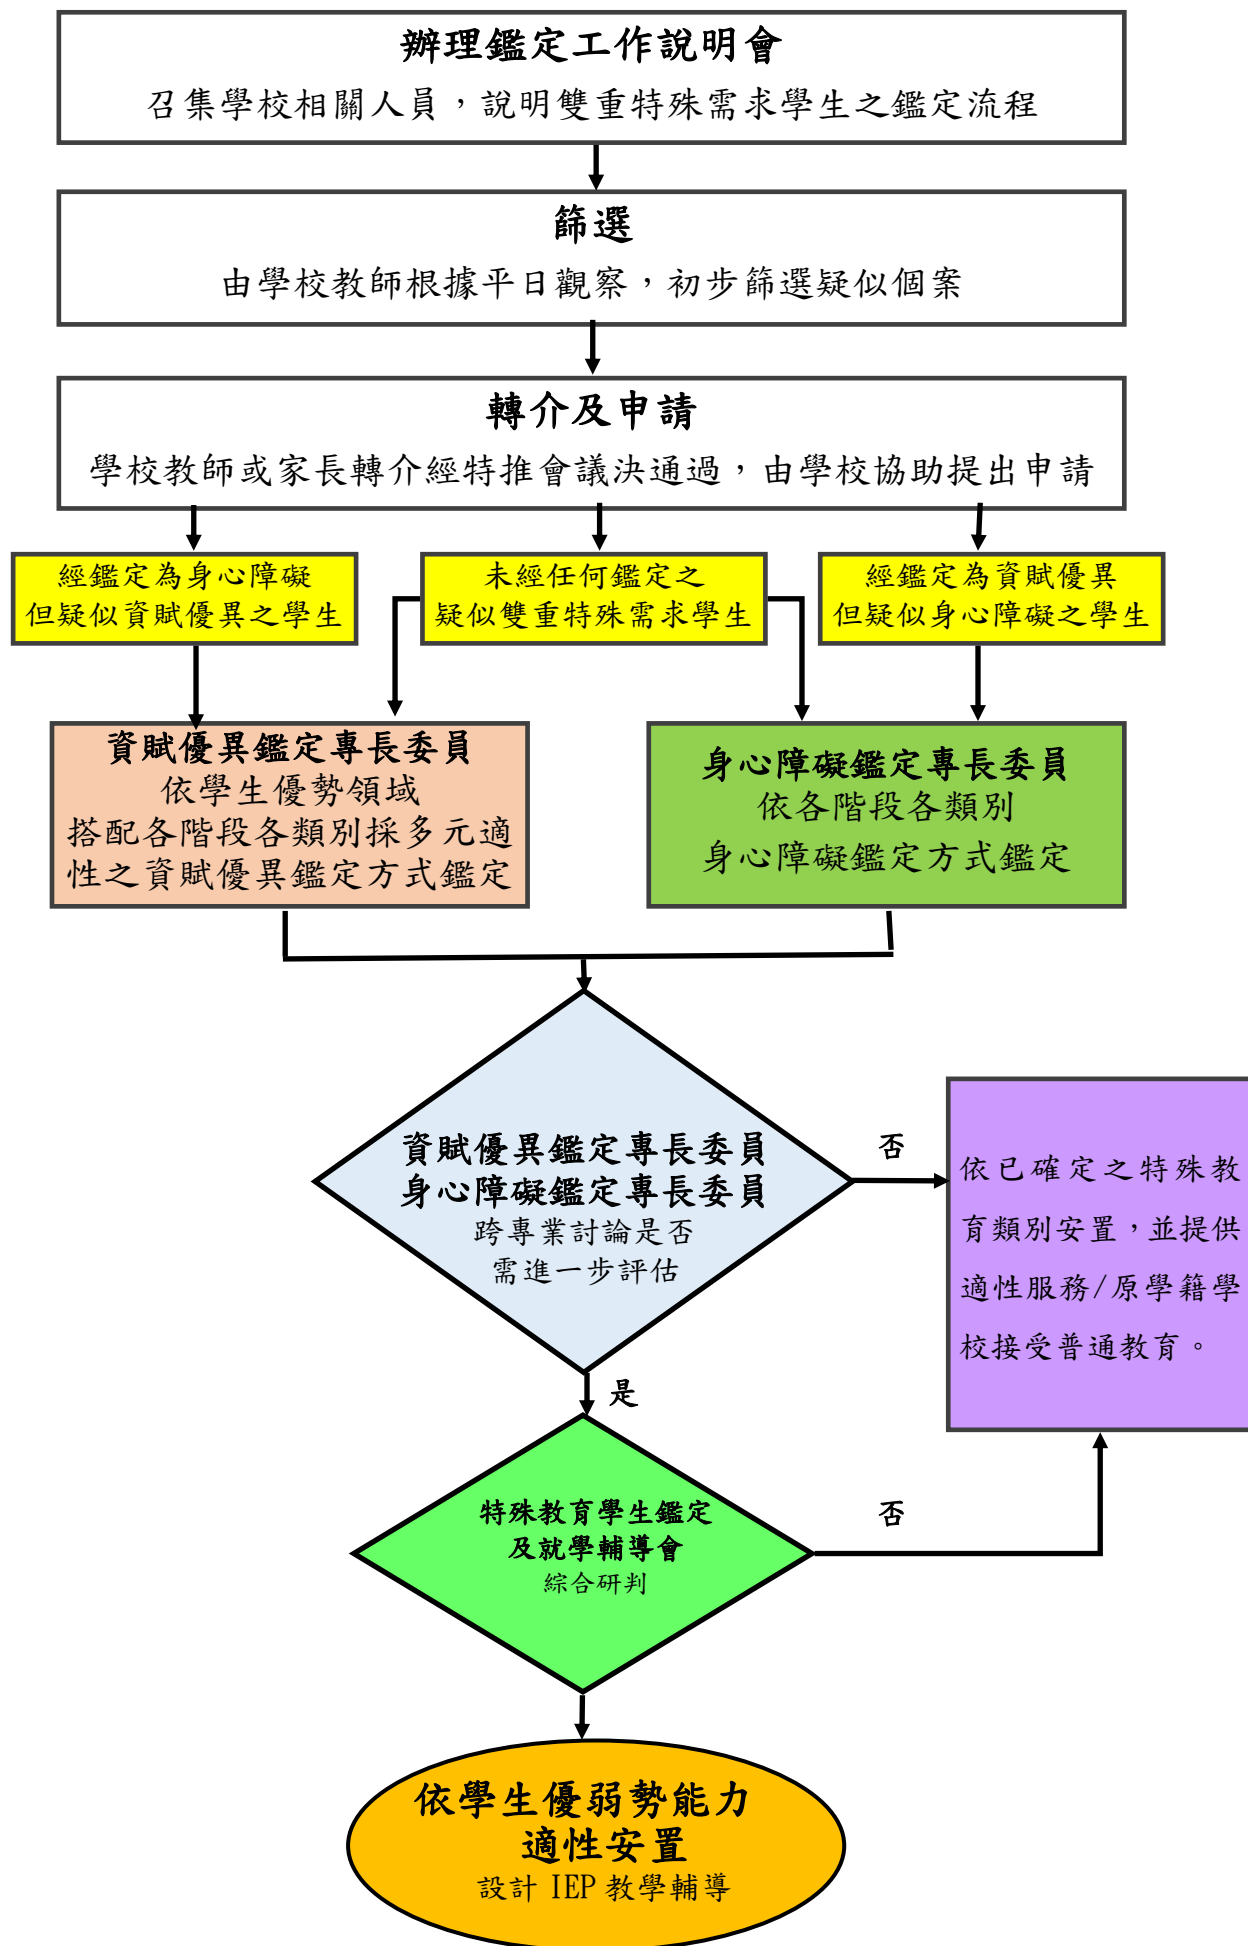 辦理鑑定工作說明會
召集學校相關人員，說明雙重特殊需求學生之鑑定流程
篩選
由學校教師根據平日觀察，初步篩選疑似個案
轉介及申請
學校教師或家長轉介經特推會議決通過，由學校協助提出申請
經鑑定為身心障礙
但疑似資賦優異之學生
未經任何鑑定之
疑似雙重特殊需求學生
經鑑定為資賦優異
但疑似身心障礙之學生
資賦優異鑑定專長委員
依學生優勢領域
搭配各階段各類別採多元適
性之資賦優異鑑定方式鑑定
身心障礙鑑定專長委員
依各階段各類別
身心障礙鑑定方式鑑定
資賦優異鑑定專長委員
身心障礙鑑定專長委員
跨專業討論是否
需進一步評估
否
依已確定之特殊教
育類別安置，並提供
適性服務/原學籍學
校接受普通教育。
是
特殊教育學生鑑定
及就學輔導會
綜合研判
否
依學生優弱勢能力
適性安置
設計 IEP 教學輔導